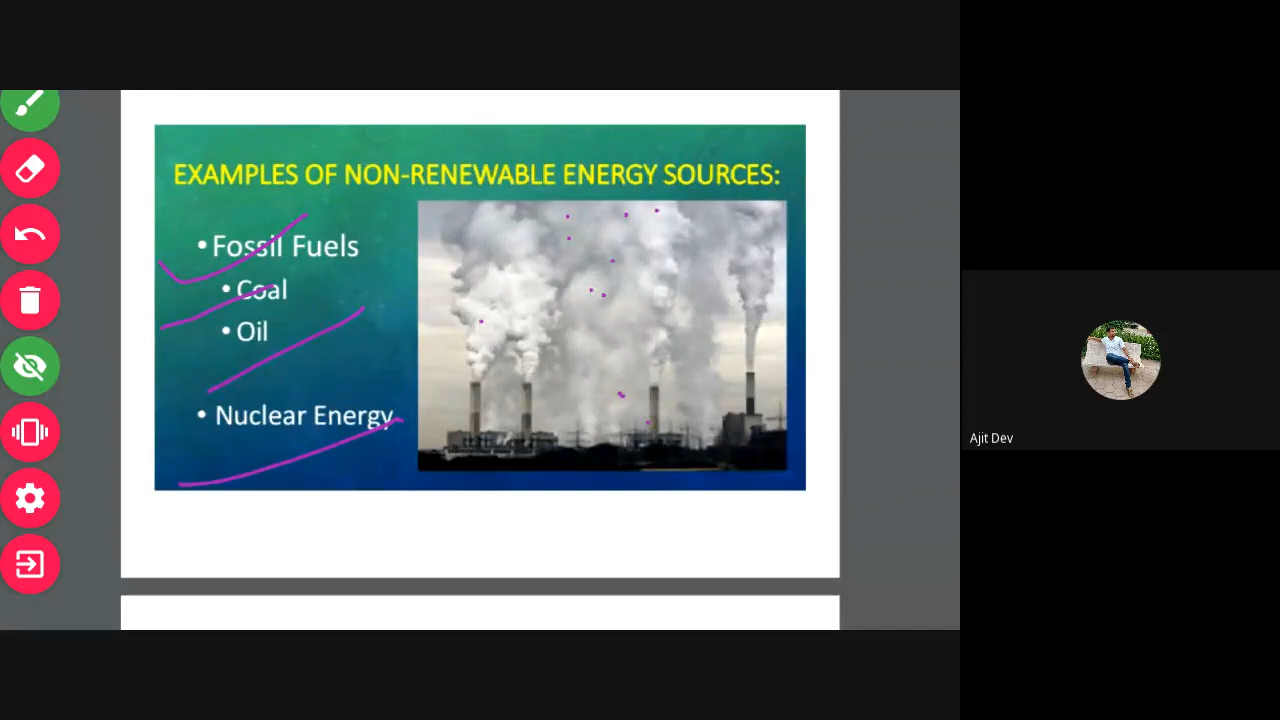 EXAMPLES OF NON-RENEWABLE ENERGY SOURCES:
• Fossil Fuels
• Coal
• Oil
• Nuclear Energy
Ajit Dev